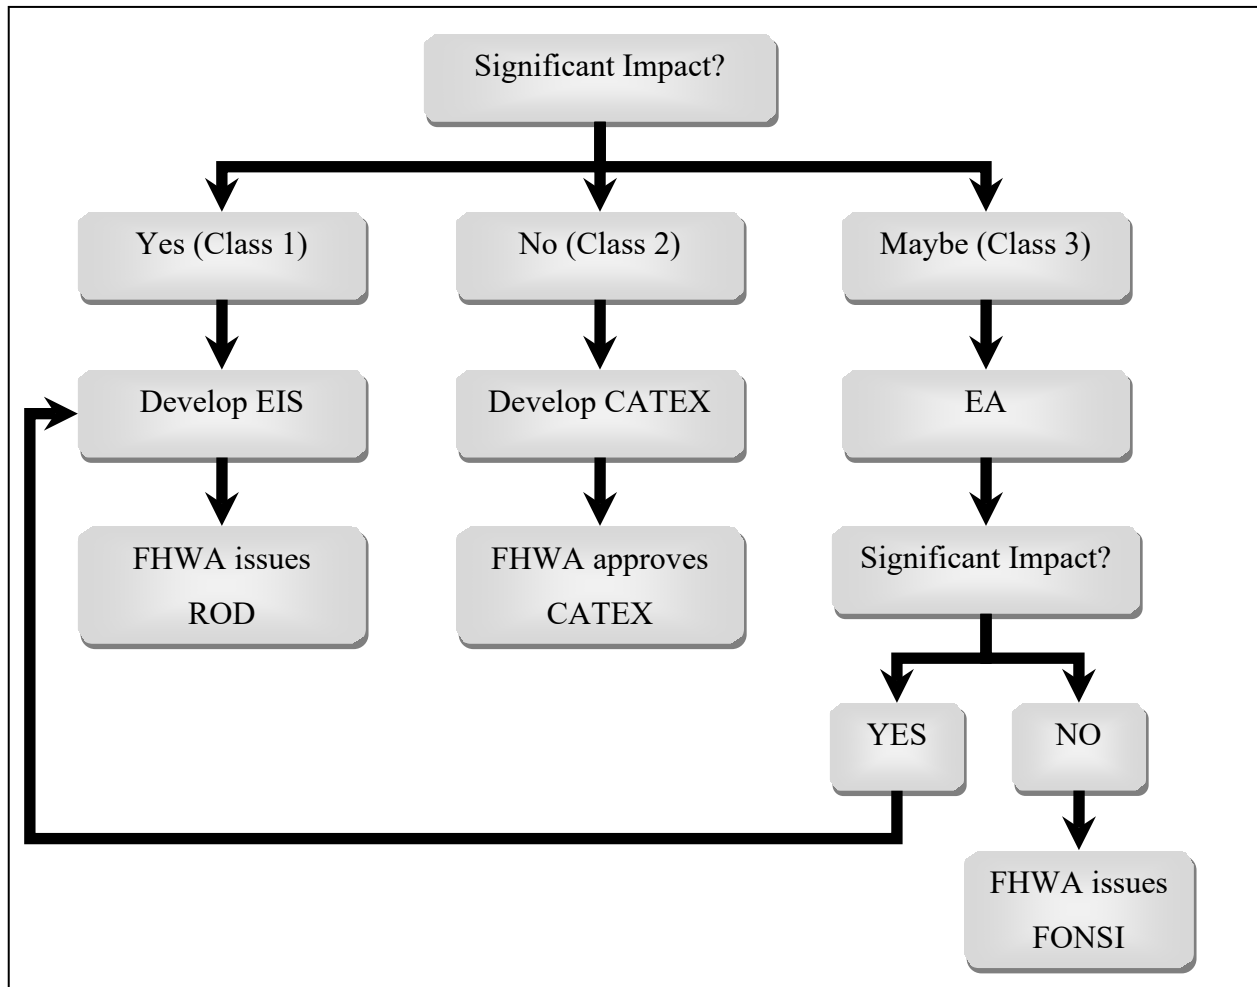 Significant Impact?
Yes (Class 1)
No (Class 2)
Maybe (Class 3)
Develop EIS
Develop CATEX
EA
FHWA issues
ROD
FHWA approves
CATEX
Significant Impact?
YES
NO
FHWA issues
FONSI